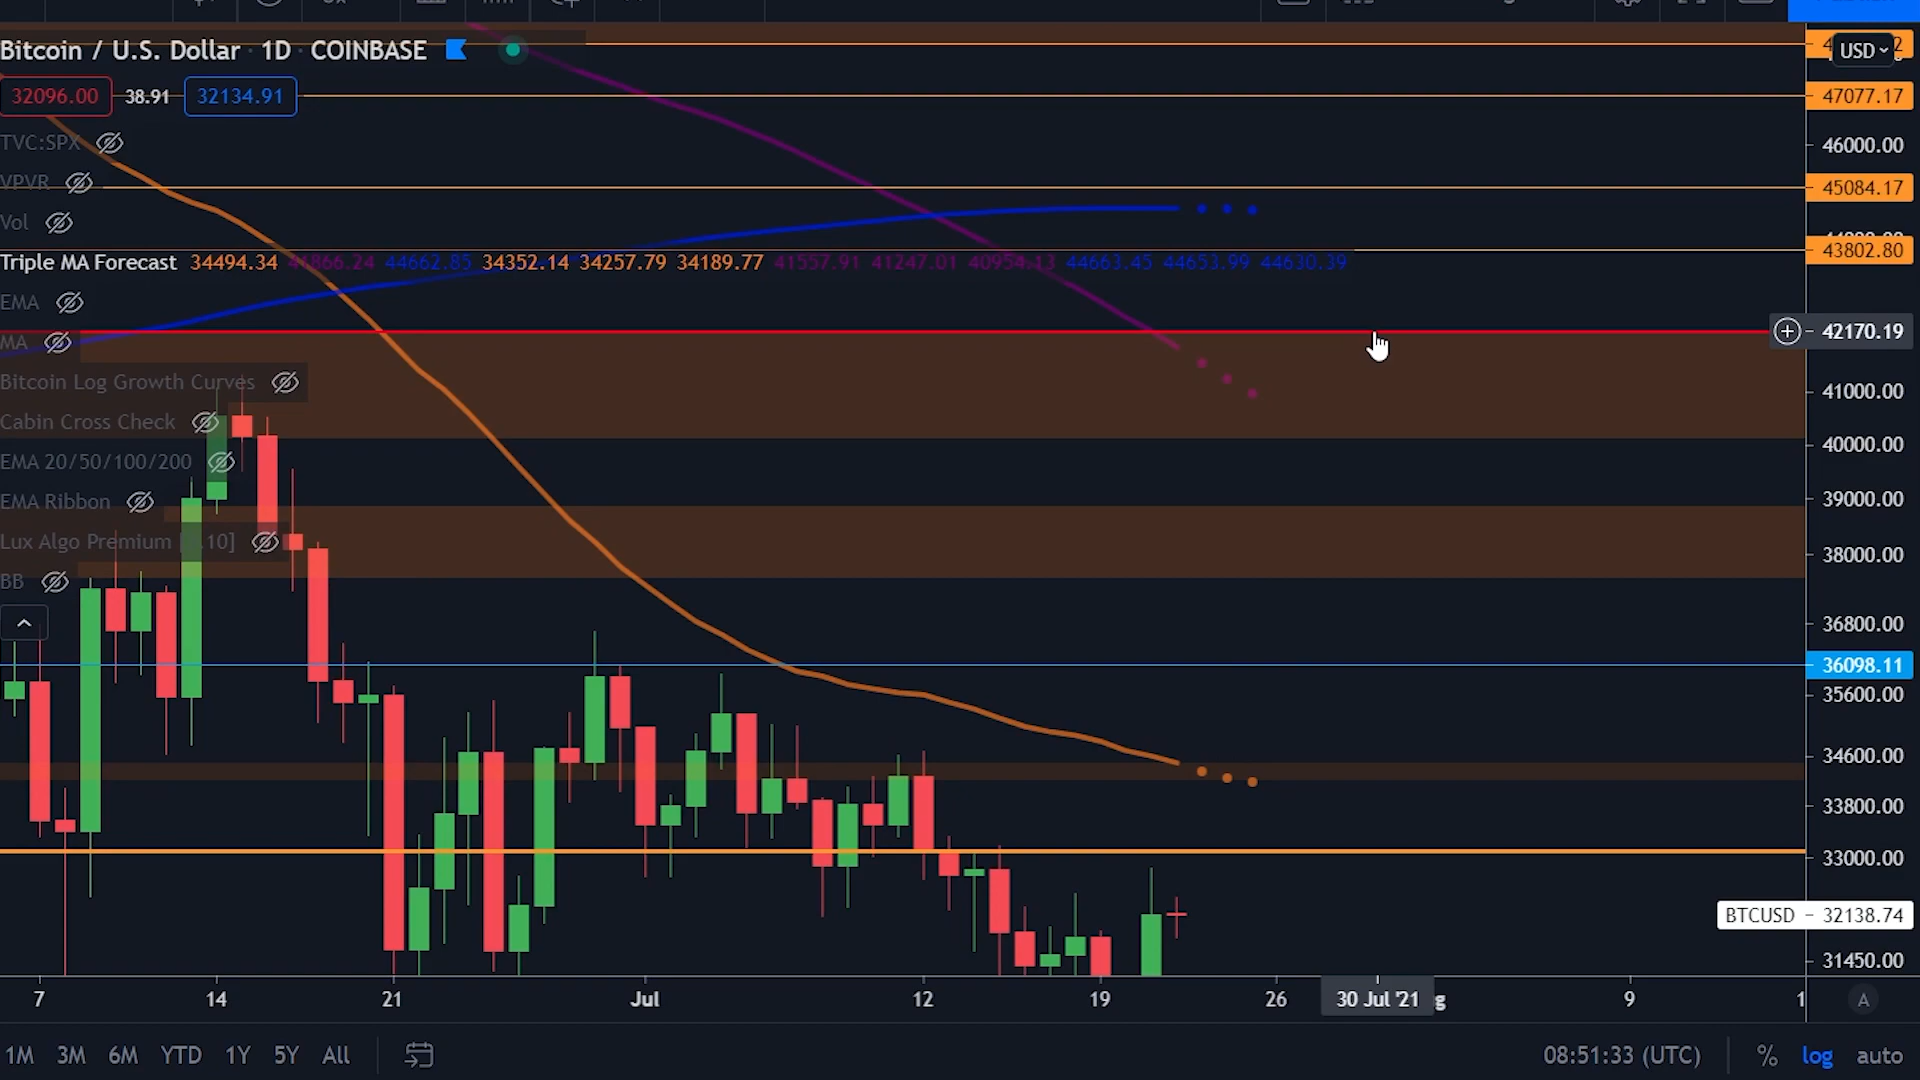 Bitcoin / U.S. Dollar · 1D · COINBASE
USD
32096.00 38.91 32134.91
47077.17
TVC:SPX
46000.00
VPVR
45084.17
Vol
43802.80
Triple MA Forecast 34494.34 41866.24 44662.85 34352.14 34257.79 34189.77 41557.91 41247.01 40954.13 44663.45 44653.99 44630.39
EMA
MA
42170.19
Bitcoin Log Growth Curves
41000.00
Cabin Cross Check
40000.00
EMA 20/50/100/200
EMA Ribbon
39000.00
Lux Algo Premium 10]
38000.00
BB
36800.00
36098.11
35600.00
34600.00
33800.00
33000.00
BTCUSD 32138.74
31450.00
7 14 21 Jul 12 19 26 30 Jul '21 g 9 1 A
1M 3M 6M YTD 1Y 5Y All 08:51:33 (UTC) % log auto